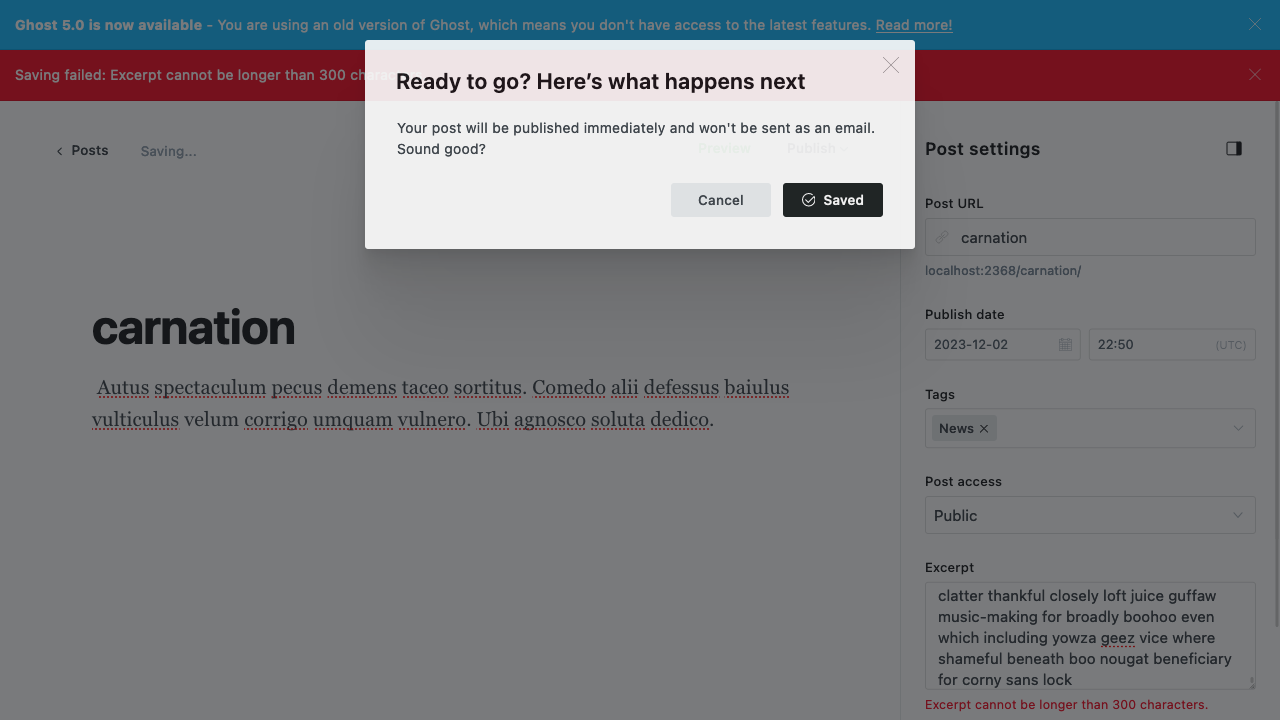 Ghost 5.0 is now available - You are using an old version of Ghost, which means you don't have access to the latest features. Read more!
Saving failed: Excerpt cannot be longer than 300
Ready to go? Here's what happens next
Your post will be published immediately and won't be sent as an email.
Sound good?
Cancel
Saved
Posts
Saving...
Preview
Publish
carnation
Autus spectaculum pecus demens taceo sortitus. Comedo alii defessus baiulus
vulticulus velum corrigo umquam vulnero. Ubi agnosco soluta dedico.
Post settings
Post URL
carnation
localhost:2368/carnation/
Publish date
2023-12-02
22:50
(UTC)
Tags
News
Post access
Public
Excerpt
clatter thankful closely loft juice guffaw
music-making for broadly boohoo even
which including yowza geez vice where
shameful beneath boo nougat beneficiary
for corny sans lock
Excerpt cannot be longer than 300 characters.